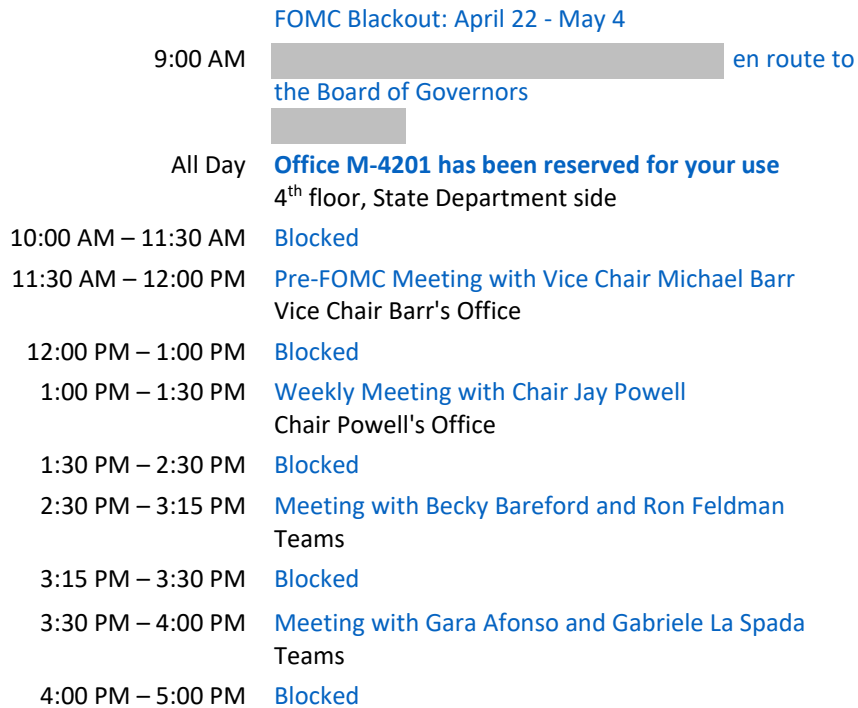 FOMC Blackout: April 22 - May 4
9:00 AM en route to
the Board of Governors
All Day Office M-4201 has been reserved for your use
4th floor, State Department side
10:00 AM – 11:30 AM Blocked
11:30 AM – 12:00 PM Pre-FOMC Meeting with Vice Chair Michael Barr
Vice Chair Barr's Office
12:00 PM – 1:00 PM Blocked
1:00 PM – 1:30 PM Weekly Meeting with Chair Jay Powell
Chair Powell's Office
1:30 PM – 2:30 PM Blocked
2:30 PM – 3:15 PM Meeting with Becky Bareford and Ron Feldman
Teams
3:15 PM – 3:30 PM Blocked
3:30 PM – 4:00 PM Meeting with Gara Afonso and Gabriele La Spada
Teams
4:00 PM – 5:00 PM Blocked